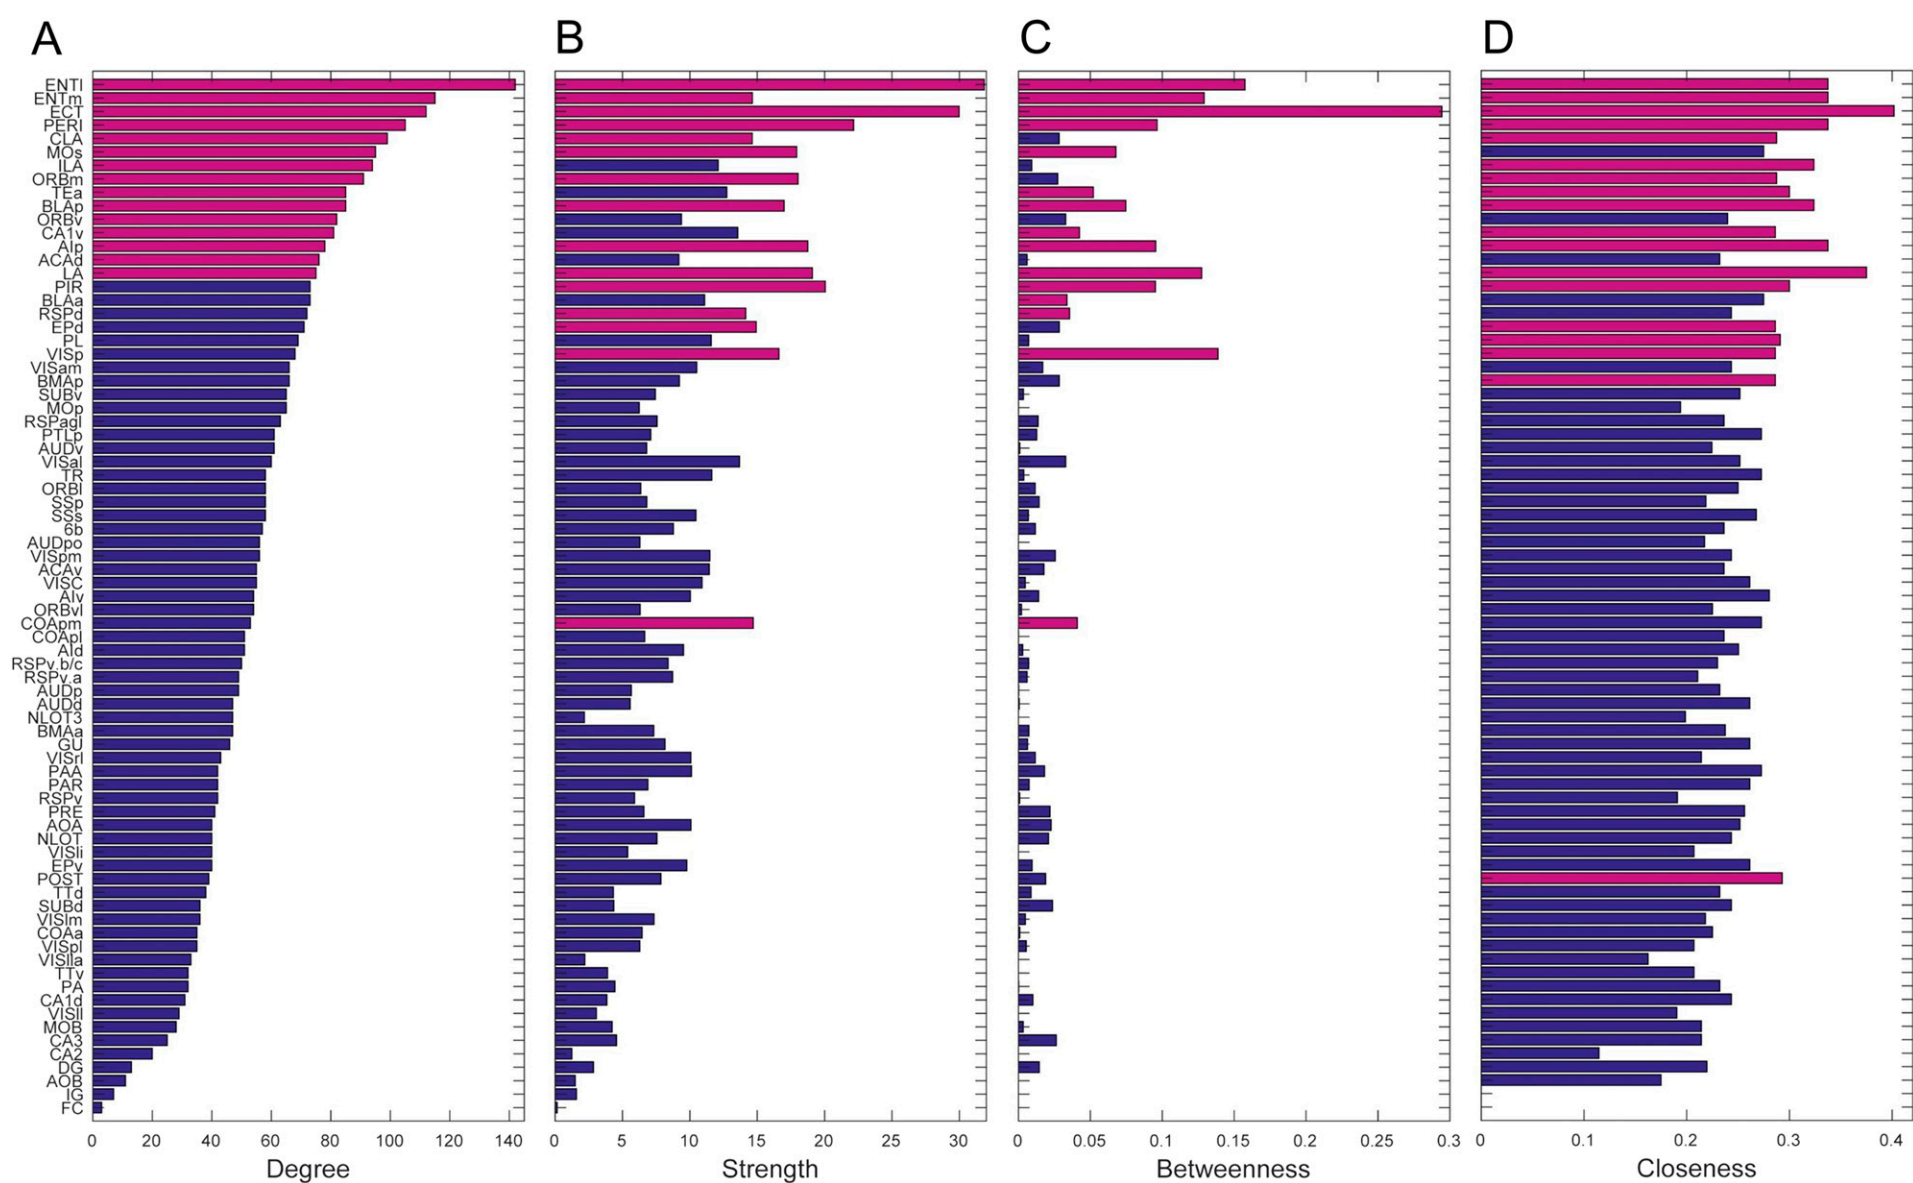 A B C D
ENTl
ENTm
ECT
PERI
CLA
MOs
ILA
ORBm
TEa
BLAp
ORBv
CA1v
AIp
ACAd
LA
PIR
BLAa
RSPd
EPd
PL
VISp
VISam
BMAp
SUBv
MOp
RSPagl
PTLp
AUDv
VISal
TR
ORBl
SSp
SSs
6b
AUDpo
VISpm
ACAv
VISC
AIv
ORBvl
COApm
COApl
AId
RSPv.b/c
RSPv.a
AUDp
AUDd
NLOT3
BMAa
GU
VISrl
PAA
PAR
RSPv
PRE
AOA
NLOT
VISli
EPv
POST
TTd
SUBd
VISlm
COAa
VISpl
VISlla
TTv
PA
CA1d
VISll
MOB
CA3
CA2
DG
AOB
IG
FC
0 20 40 60 80 100 120 140 0 5 10 15 20 25 30 0 0.05 0.1 0.15 0.2 0.25 0.3 0 0.1 0.2 0.3 0.4
Degree Strength Betweenness Closeness